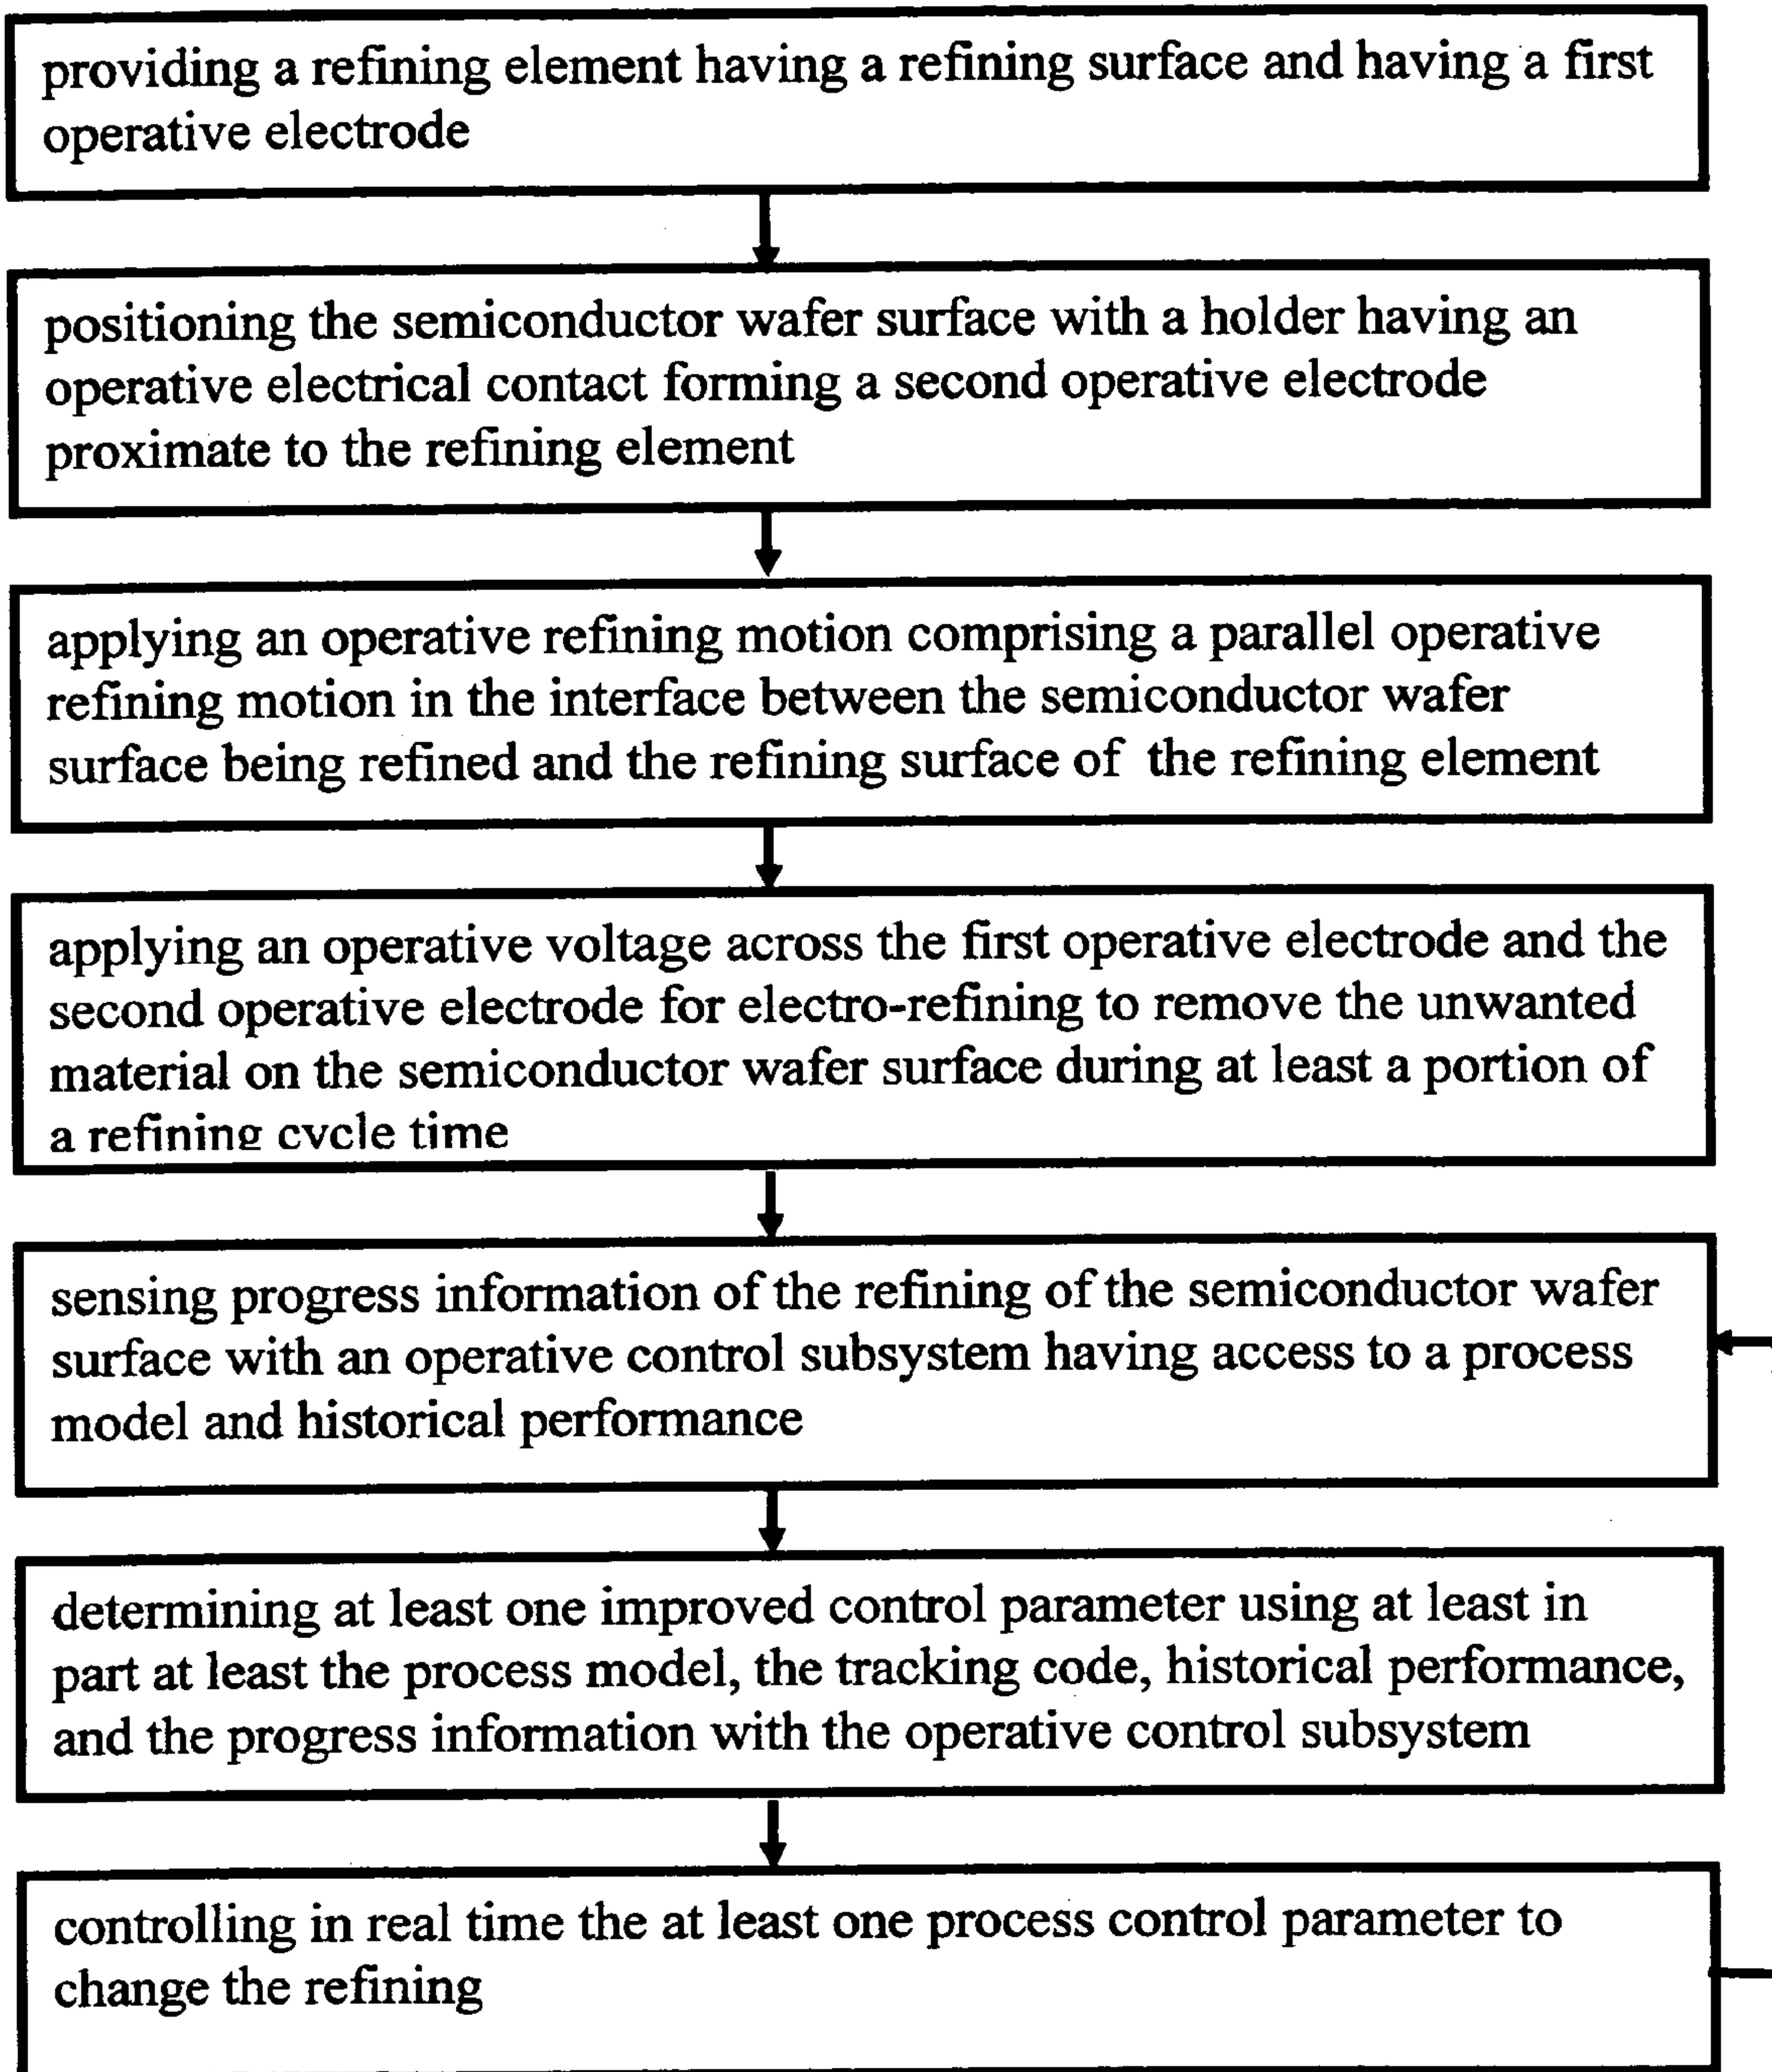 providing a refining element having a refining surface and having a first
operative electrode
positioning the semiconductor wafer surface with a holder having an
operative electrical contact forming a second operative electrode
proximate to the refining element
applying an operative refining motion comprising a parallel operative
refining motion in the interface between the semiconductor wafer
surface being refined and the refining surface of the refining element
applying an operative voltage across the first operative electrode and the
second operative electrode for electro-refining to remove the unwanted
material on the semiconductor wafer surface during at least a portion of
a refining cycle time
sensing progress information of the refining of the semiconductor wafer
surface with an operative control subsystem having access to a process
model and historical performance
determining at least one improved control parameter using at least in
part at least the process model, the tracking code, historical performance,
and the progress information with the operative control subsystem
controlling in real time the at least one process control parameter to
change the refining